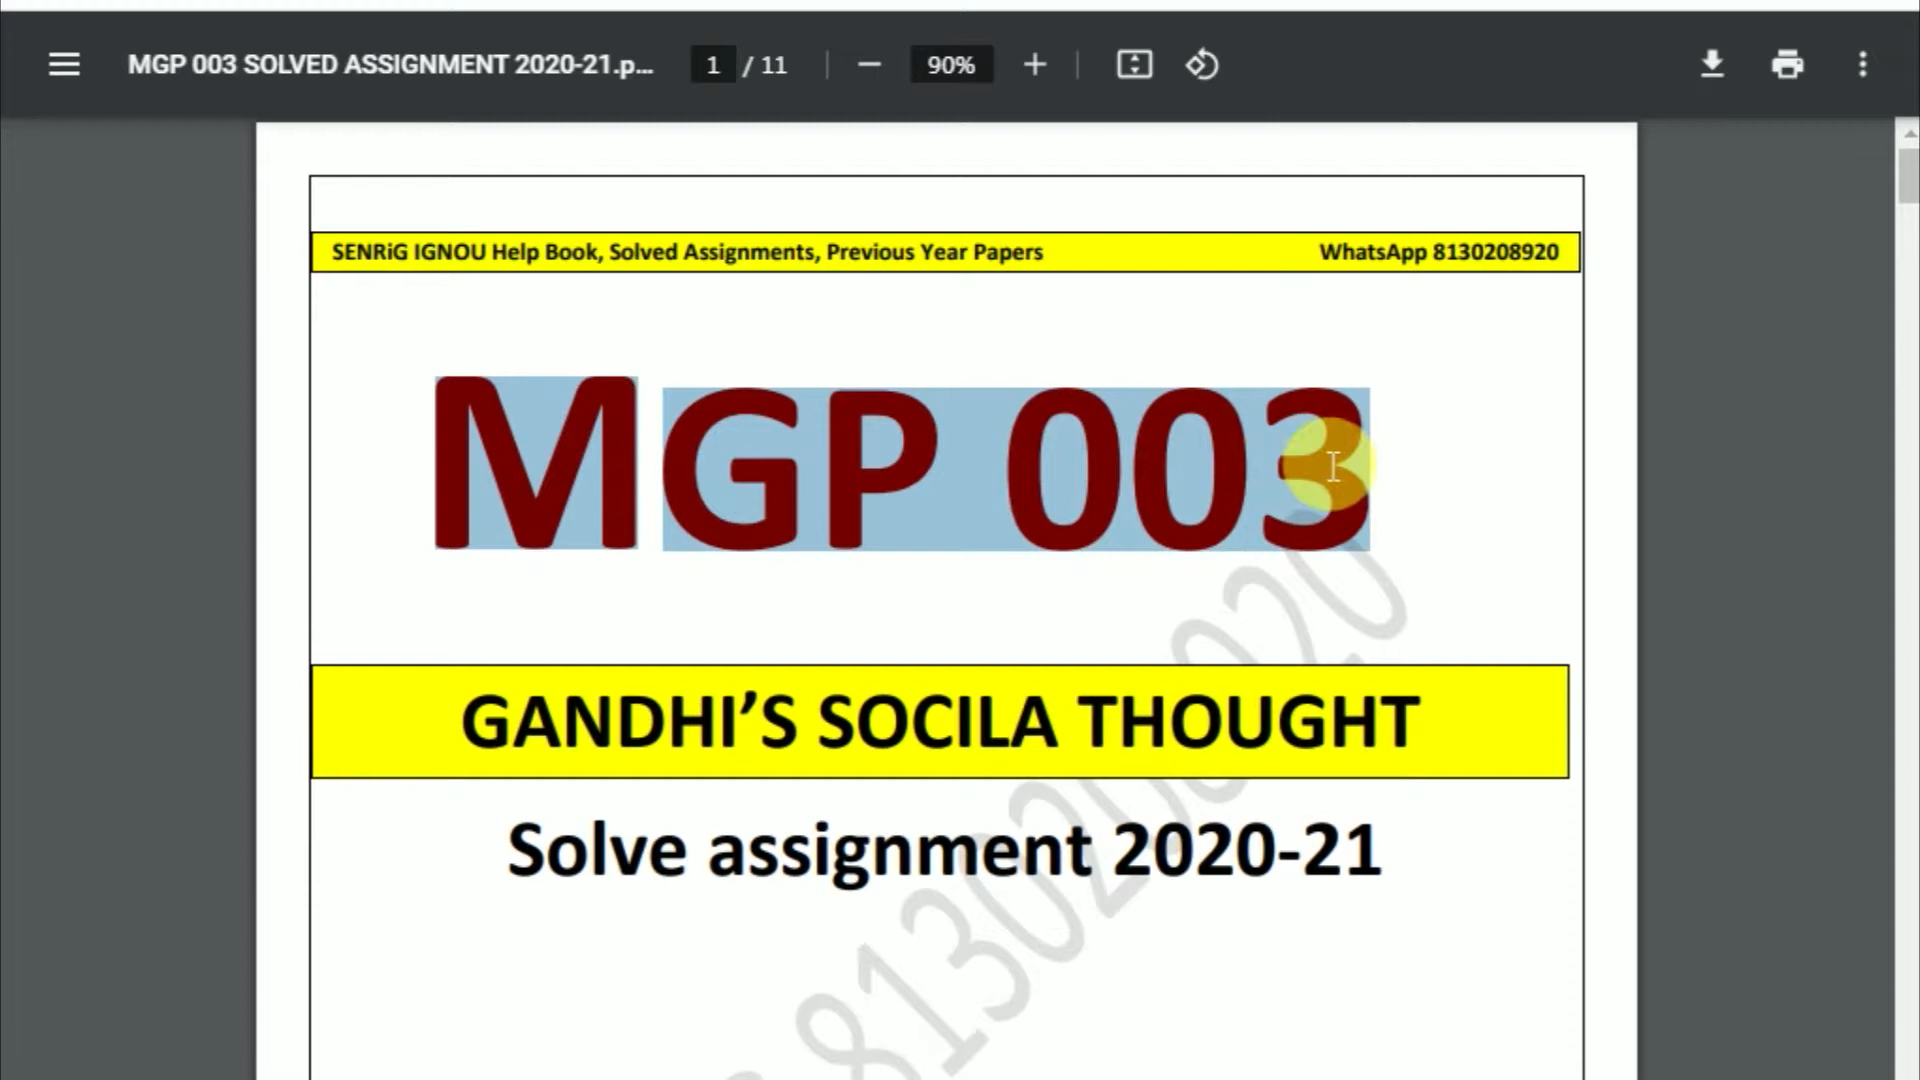 MGP 003 SOLVED ASSIGNMENT 2020-21.p...
1 / 11
90%
SENRiG IGNOU Help Book, Solved Assignments, Previous Year Papers WhatsApp 8130208920
MGP 003
GANDHI’S SOCILA THOUGHT
Solve assignment 2020-21
8130208020